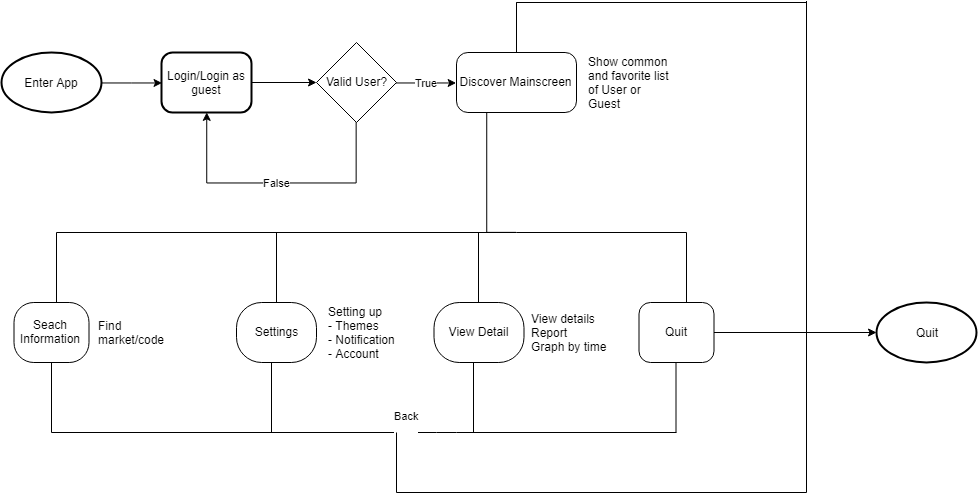 Enter App
Login/Login as
guest
Valid User?
True
Discover Mainscreen
Show common
and favorite list
of User or
Guest
False
Seach
Information
Find
market/code
Settings
Setting up
- Themes
- Notification
- Account
View Detail
View details
Report
Graph by time
Quit
Quit
Back